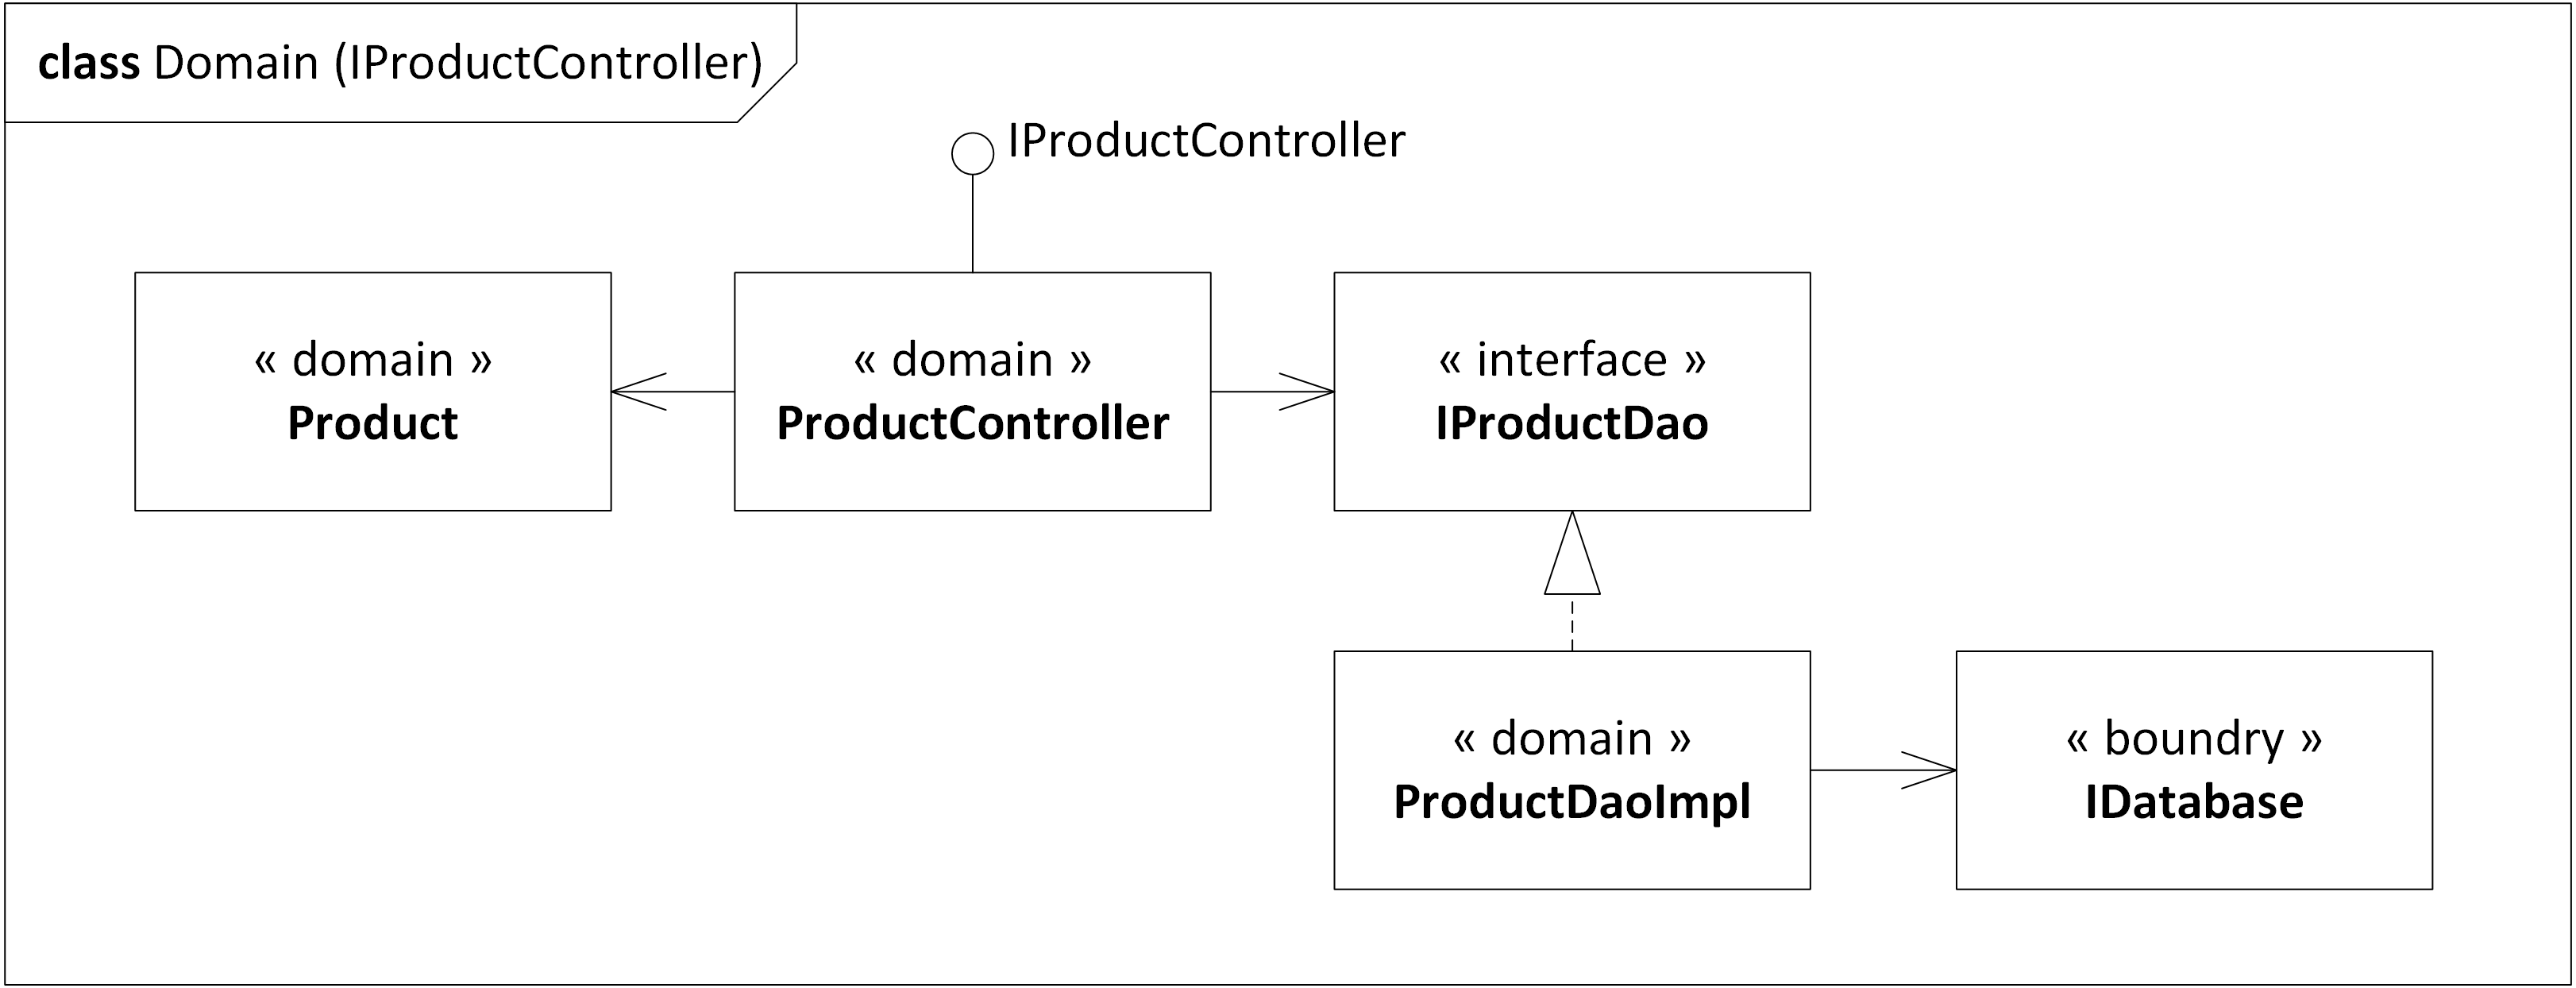 class Domain (IProductController)
IProductController
« domain »
Product
« domain »
ProductController
« interface »
IProductDao
« domain »
ProductDaoImpl
« boundry »
IDatabase